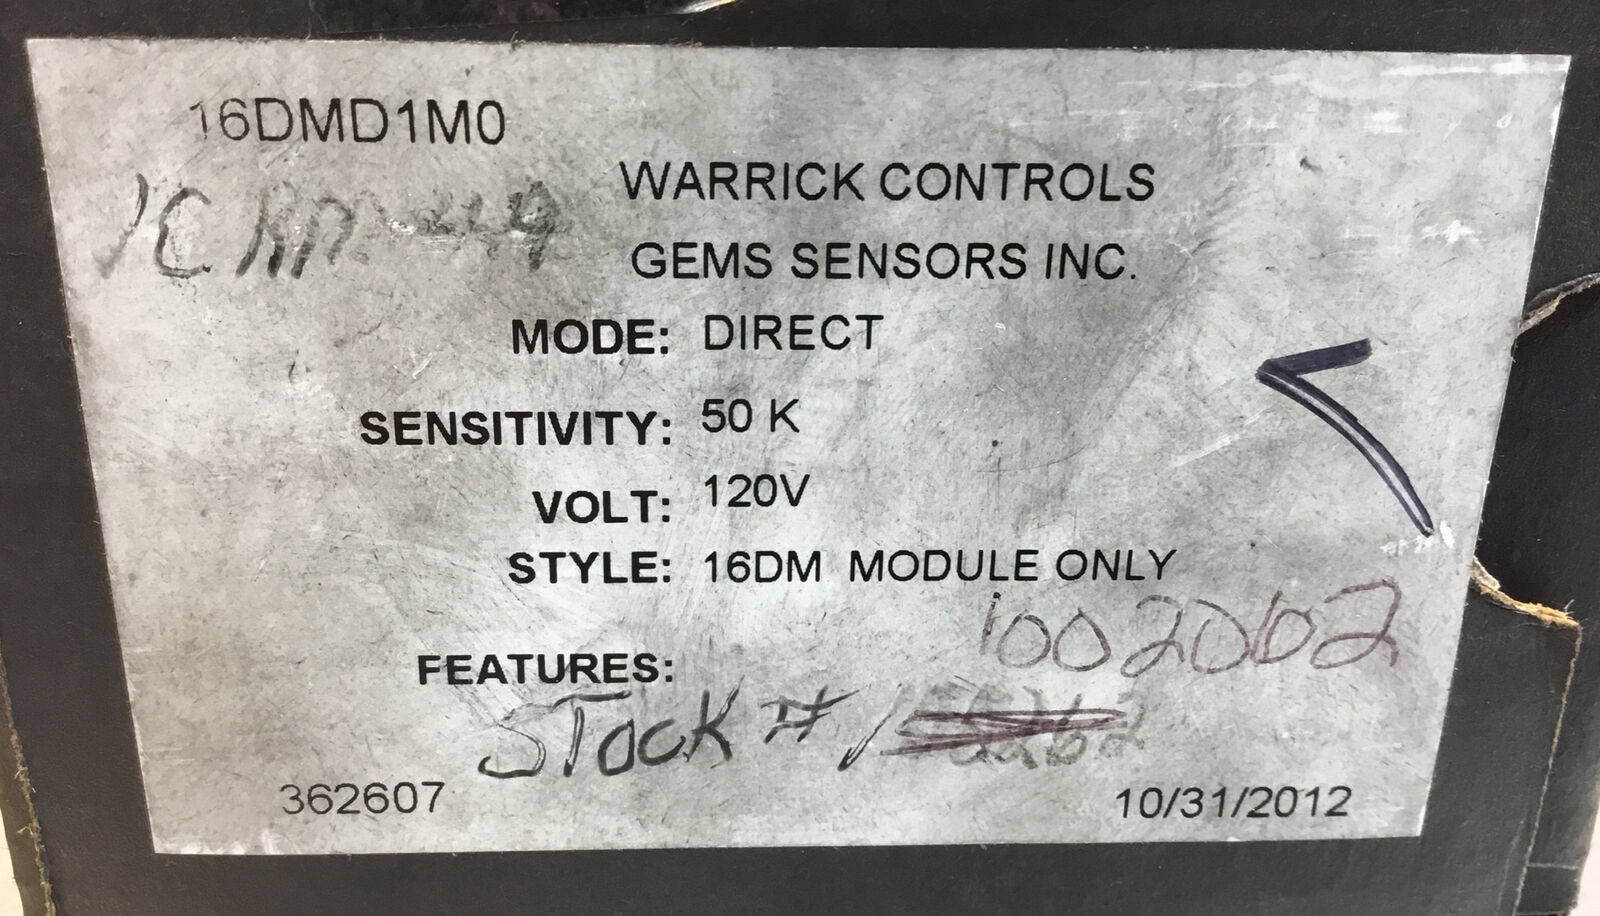 16DMD1M0
WARRICK CONTROLS
GEMS SENSORS INC.
MODE: DIRECT
SENSITIVITY: 50 K
VOLT: 120V
STYLE: 16DM MODULE ONLY
1002002
FEATURES:
STOCK #
362607
10/31/2012